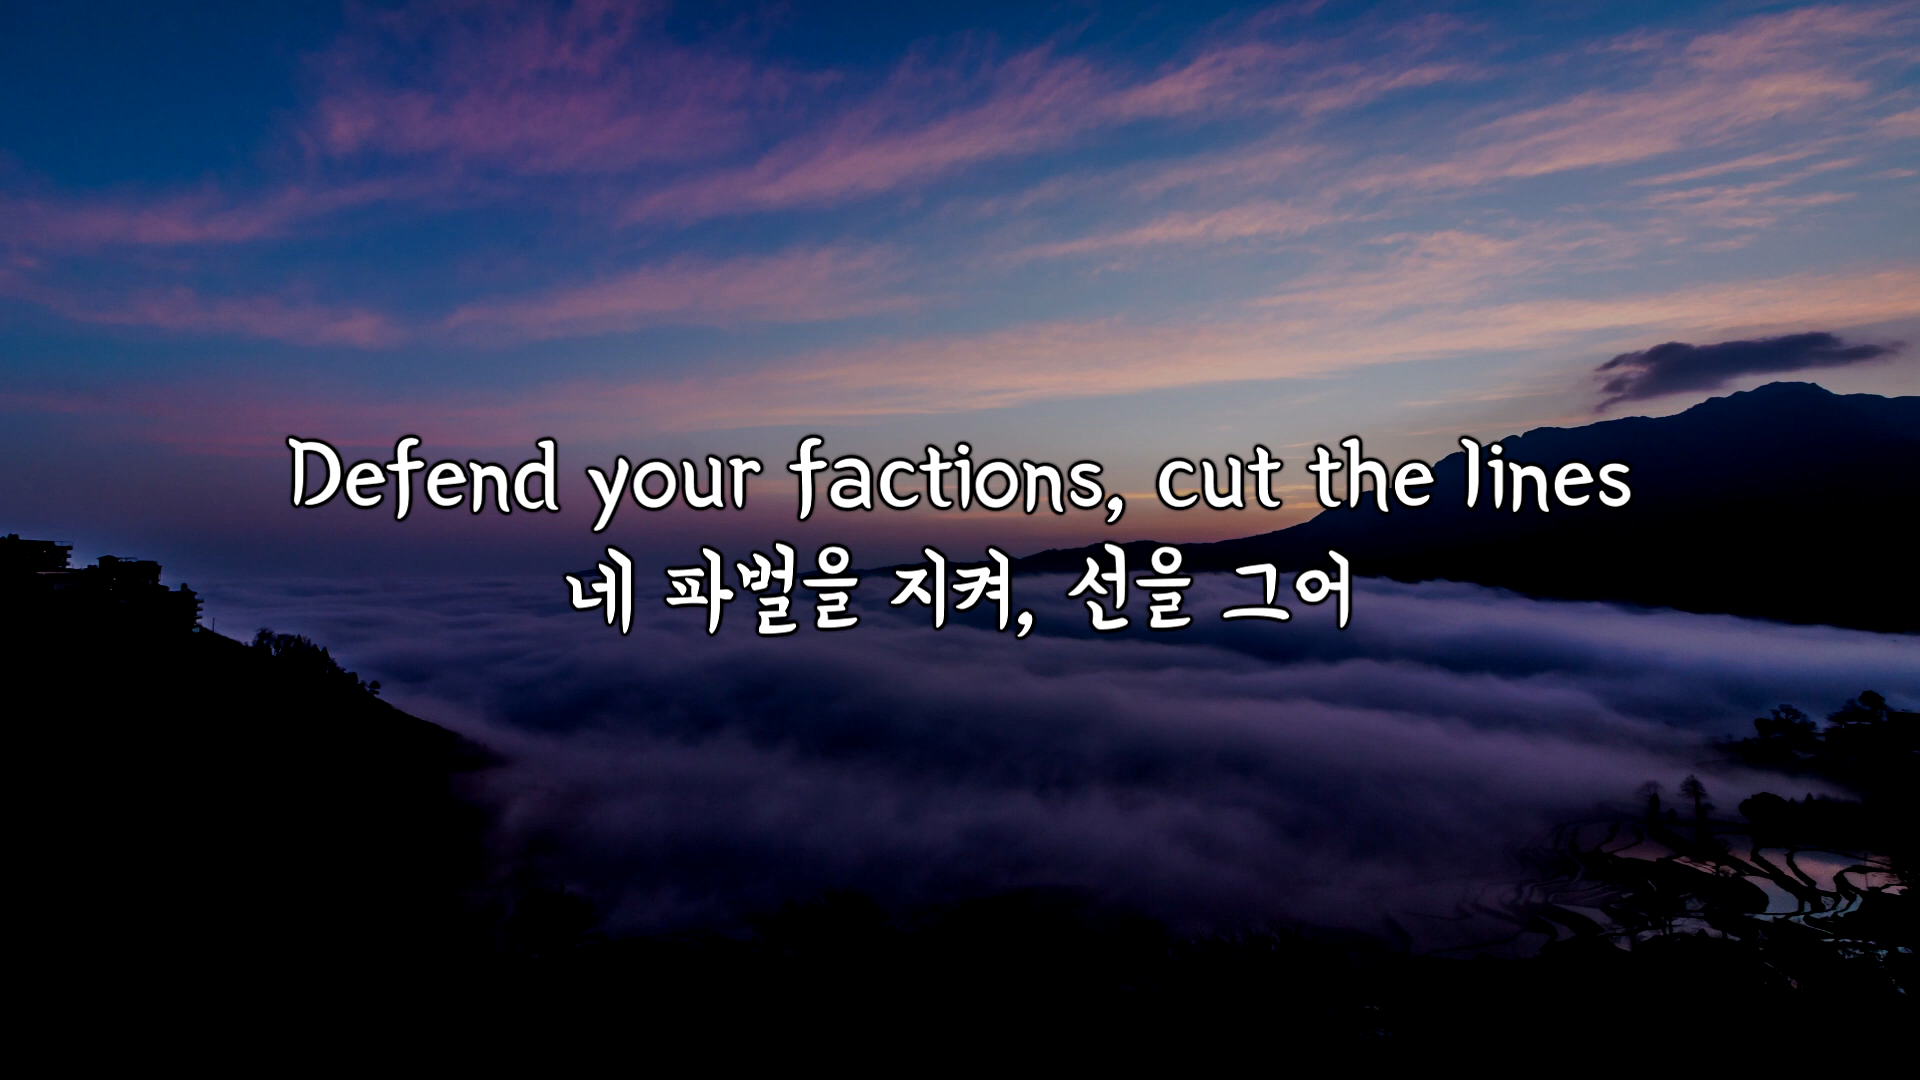 Defend your factions, cut the lines
네 파벌을 지켜, 선을 그어